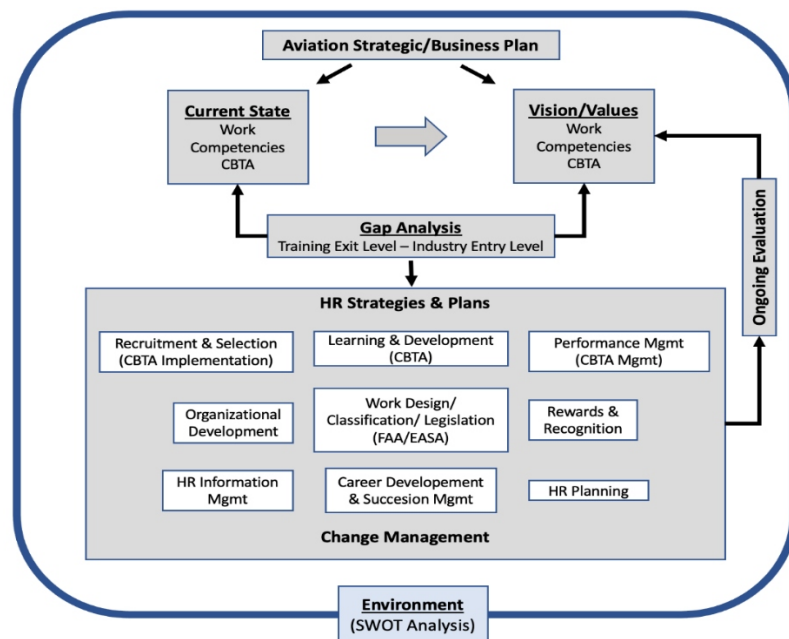 Aviation Strategic/Business Plan
Current State
Work
Competencies
CBTA
Vision/Values
Work
Competencies
CBTA
Gap Analysis
Training Exit Level – Industry Entry Level
Ongoing Evaluation
HR Strategies & Plans
Recruitment & Selection
(CBTA Implementation)
Learning & Development
(CBTA)
Performance Mgmt
(CBTA Mgmt)
Organizational
Development
Work Design/
Classification/ Legislation
(FAA/EASA)
Rewards &
Recognition
HR Information
Mgmt
Career Developement
& Succesion Mgmt
HR Planning
Change Management
Environment
(SWOT Analysis)